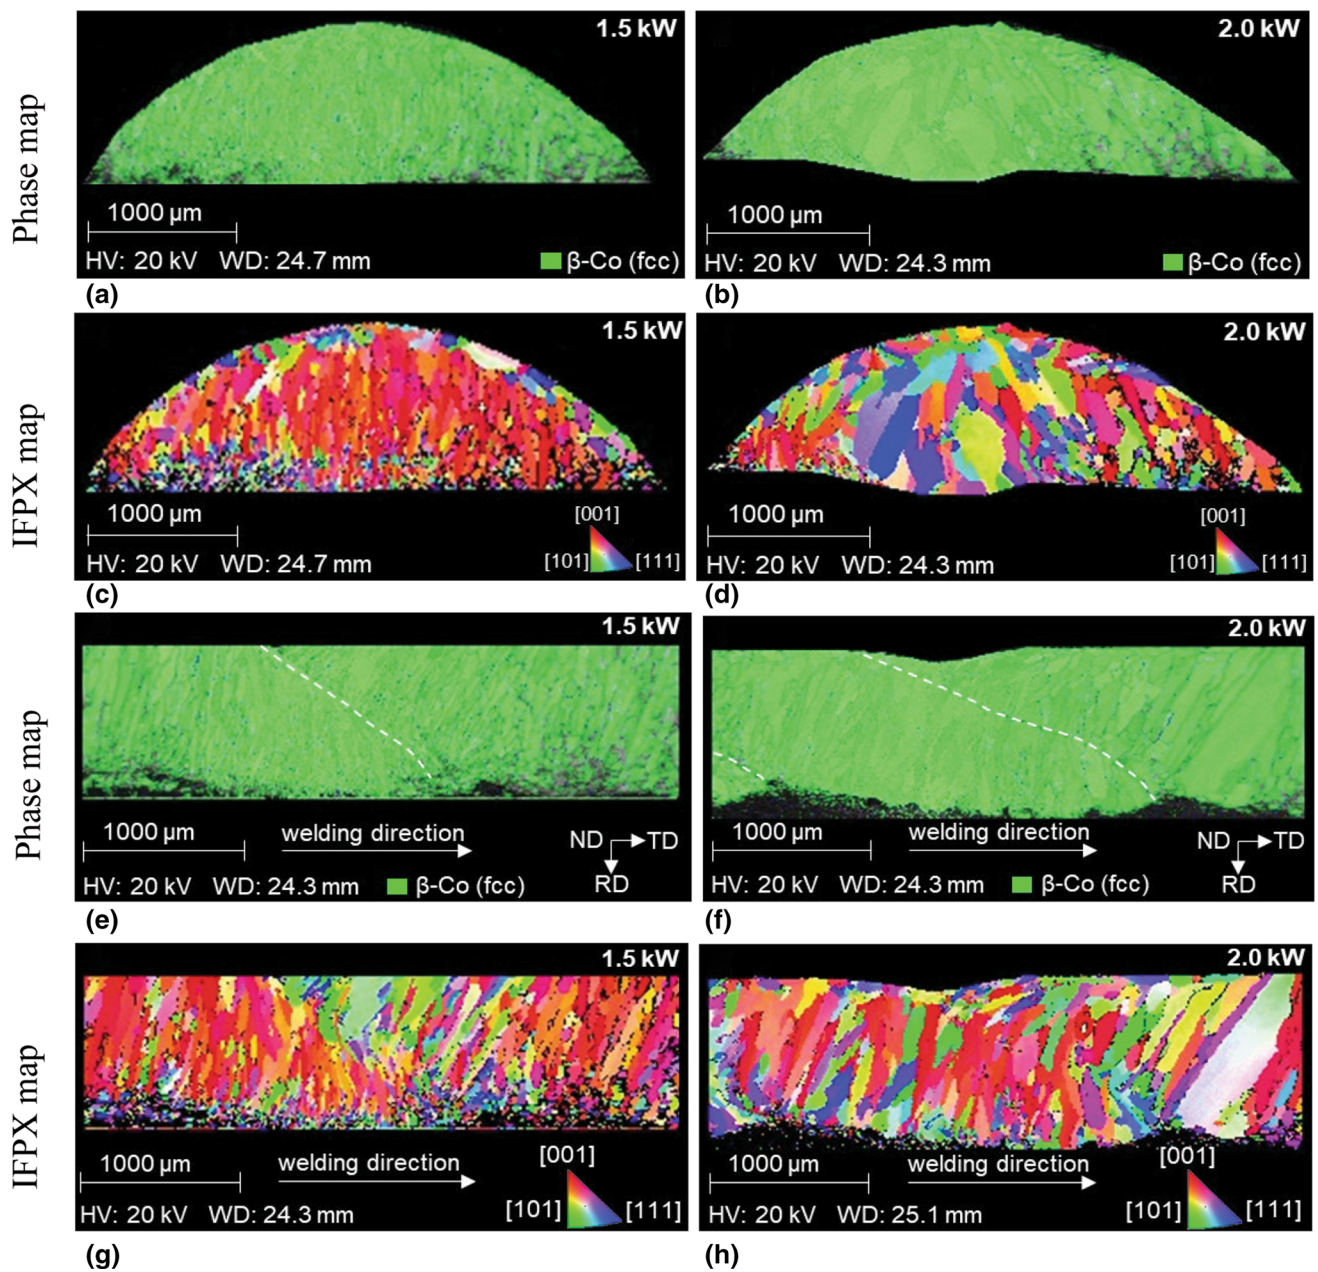 Phase map
1.5 kW
1000 µm
HV: 20 kV WD: 24.7 mm
β-Co (fcc)
(a)
2.0 kW
1000 µm
HV: 20 kV WD: 24.3 mm
β-Co (fcc)
(b)
IFPX map
1.5 kW
1000 µm
[001]
[101] [111]
HV: 20 kV WD: 24.7 mm
(c)
2.0 kW
1000 µm
[001]
[101] [111]
HV: 20 kV WD: 24.3 mm
(d)
Phase map
1.5 kW
1000 µm
welding direction
ND TD
RD
HV: 20 kV WD: 24.3 mm
β-Co (fcc)
(e)
2.0 kW
1000 µm
welding direction
ND TD
RD
HV: 20 kV WD: 24.3 mm
β-Co (fcc)
(f)
IFPX map
1.5 kW
1000 µm
welding direction
[001]
[101] [111]
HV: 20 kV WD: 24.3 mm
(g)
2.0 kW
1000 µm
welding direction
[001]
[101] [111]
HV: 20 kV WD: 25.1 mm
(h)